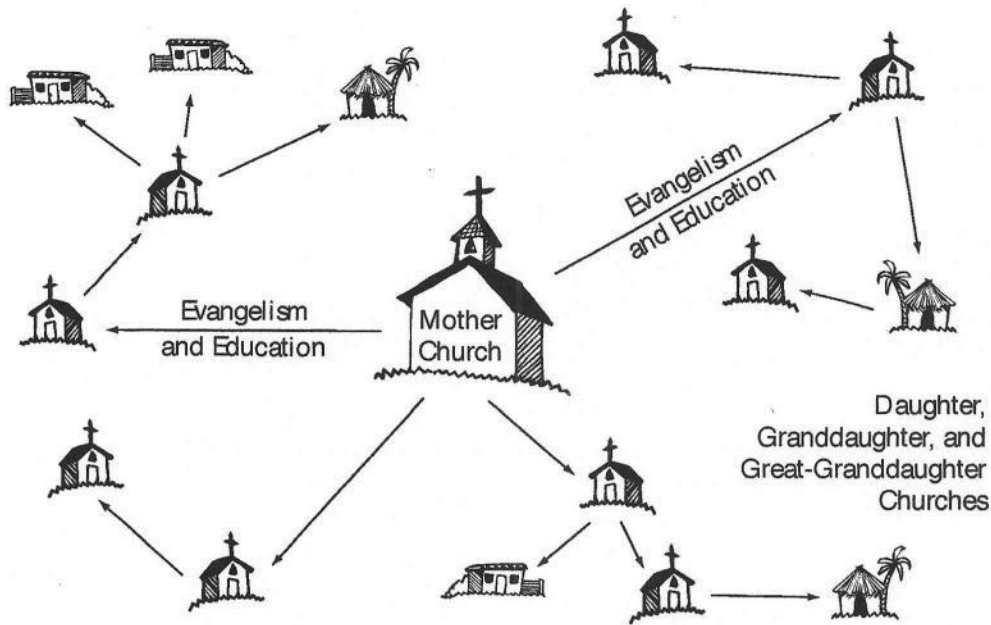 Evangelism
and Education
Evangelism
and Education
Mother
Church
Daughter,
Granddaughter, and
Great-Granddaughter
Churches